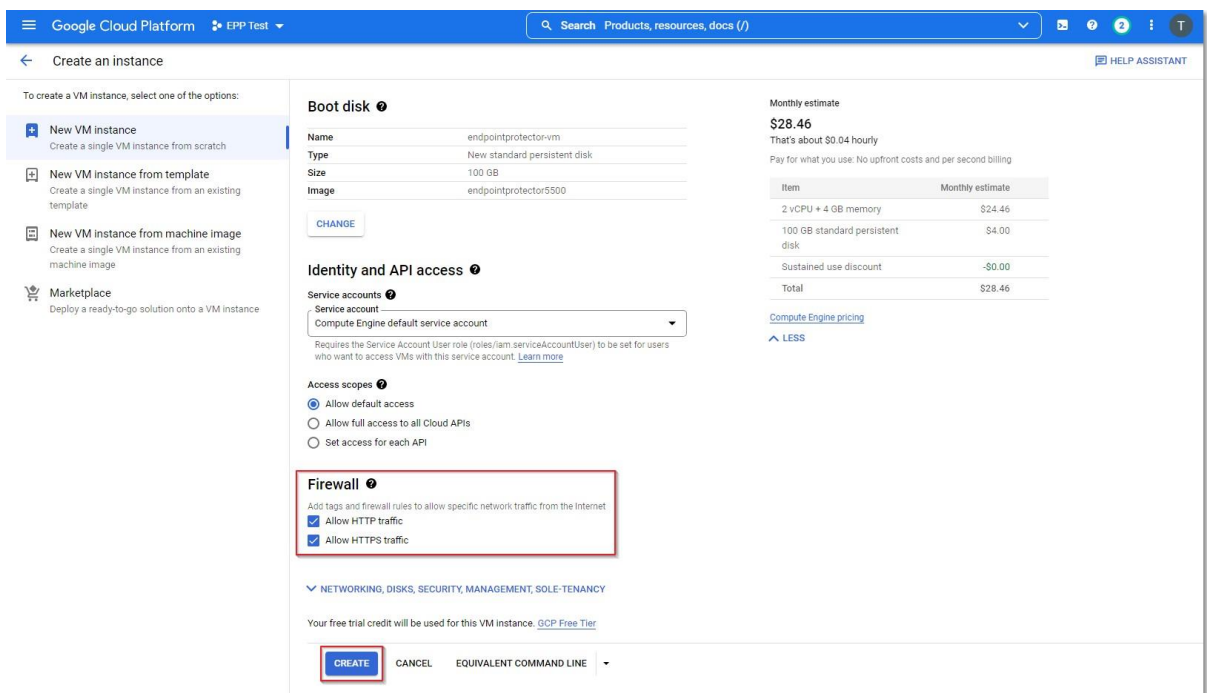 Google Cloud Platform EPP Test
Search Products, resources, docs (/)
2
T
Create an instance
HELP ASSISTANT
To create a VM instance, select one of the options:
New VM instance
Create a single VM instance from scratch
New VM instance from template
Create a single VM instance from an existing
template
New VM instance from machine image
Create a single VM instance from an existing
machine image
Marketplace
Deploy a ready-to-go solution onto a VM instance
Boot disk
Name endpointprotector-vm
Type New standard persistent disk
Size 100 GB
Image endpointprotector5500
CHANGE
Identity and API access
Service accounts
Service account
Compute Engine default service account
Requires the Service Account User role (roles/iam.serviceAccountUser) to be set for users
who want to access VMs with this service account. Learn more
Access scopes
Allow default access
Allow full access to all Cloud APIs
Set access for each API
Firewall
Add tags and firewall rules to allow specific network traffic from the Internet
Allow HTTP traffic
Allow HTTPS traffic
NETWORKING, DISKS, SECURITY, MANAGEMENT, SOLE-TENANCY
Your free trial credit will be used for this VM instance. GCP Free Tier
CREATE CANCEL EQUIVALENT COMMAND LINE
Monthly estimate
$28.46
That's about $0.04 hourly
Pay for what you use: No upfront costs and per second billing
Item Monthly estimate
2 vCPU + 4 GB memory $24.46
100 GB standard persistent $4.00
disk
Sustained use discount -$0.00
Total $28.46
Compute Engine pricing
LESS